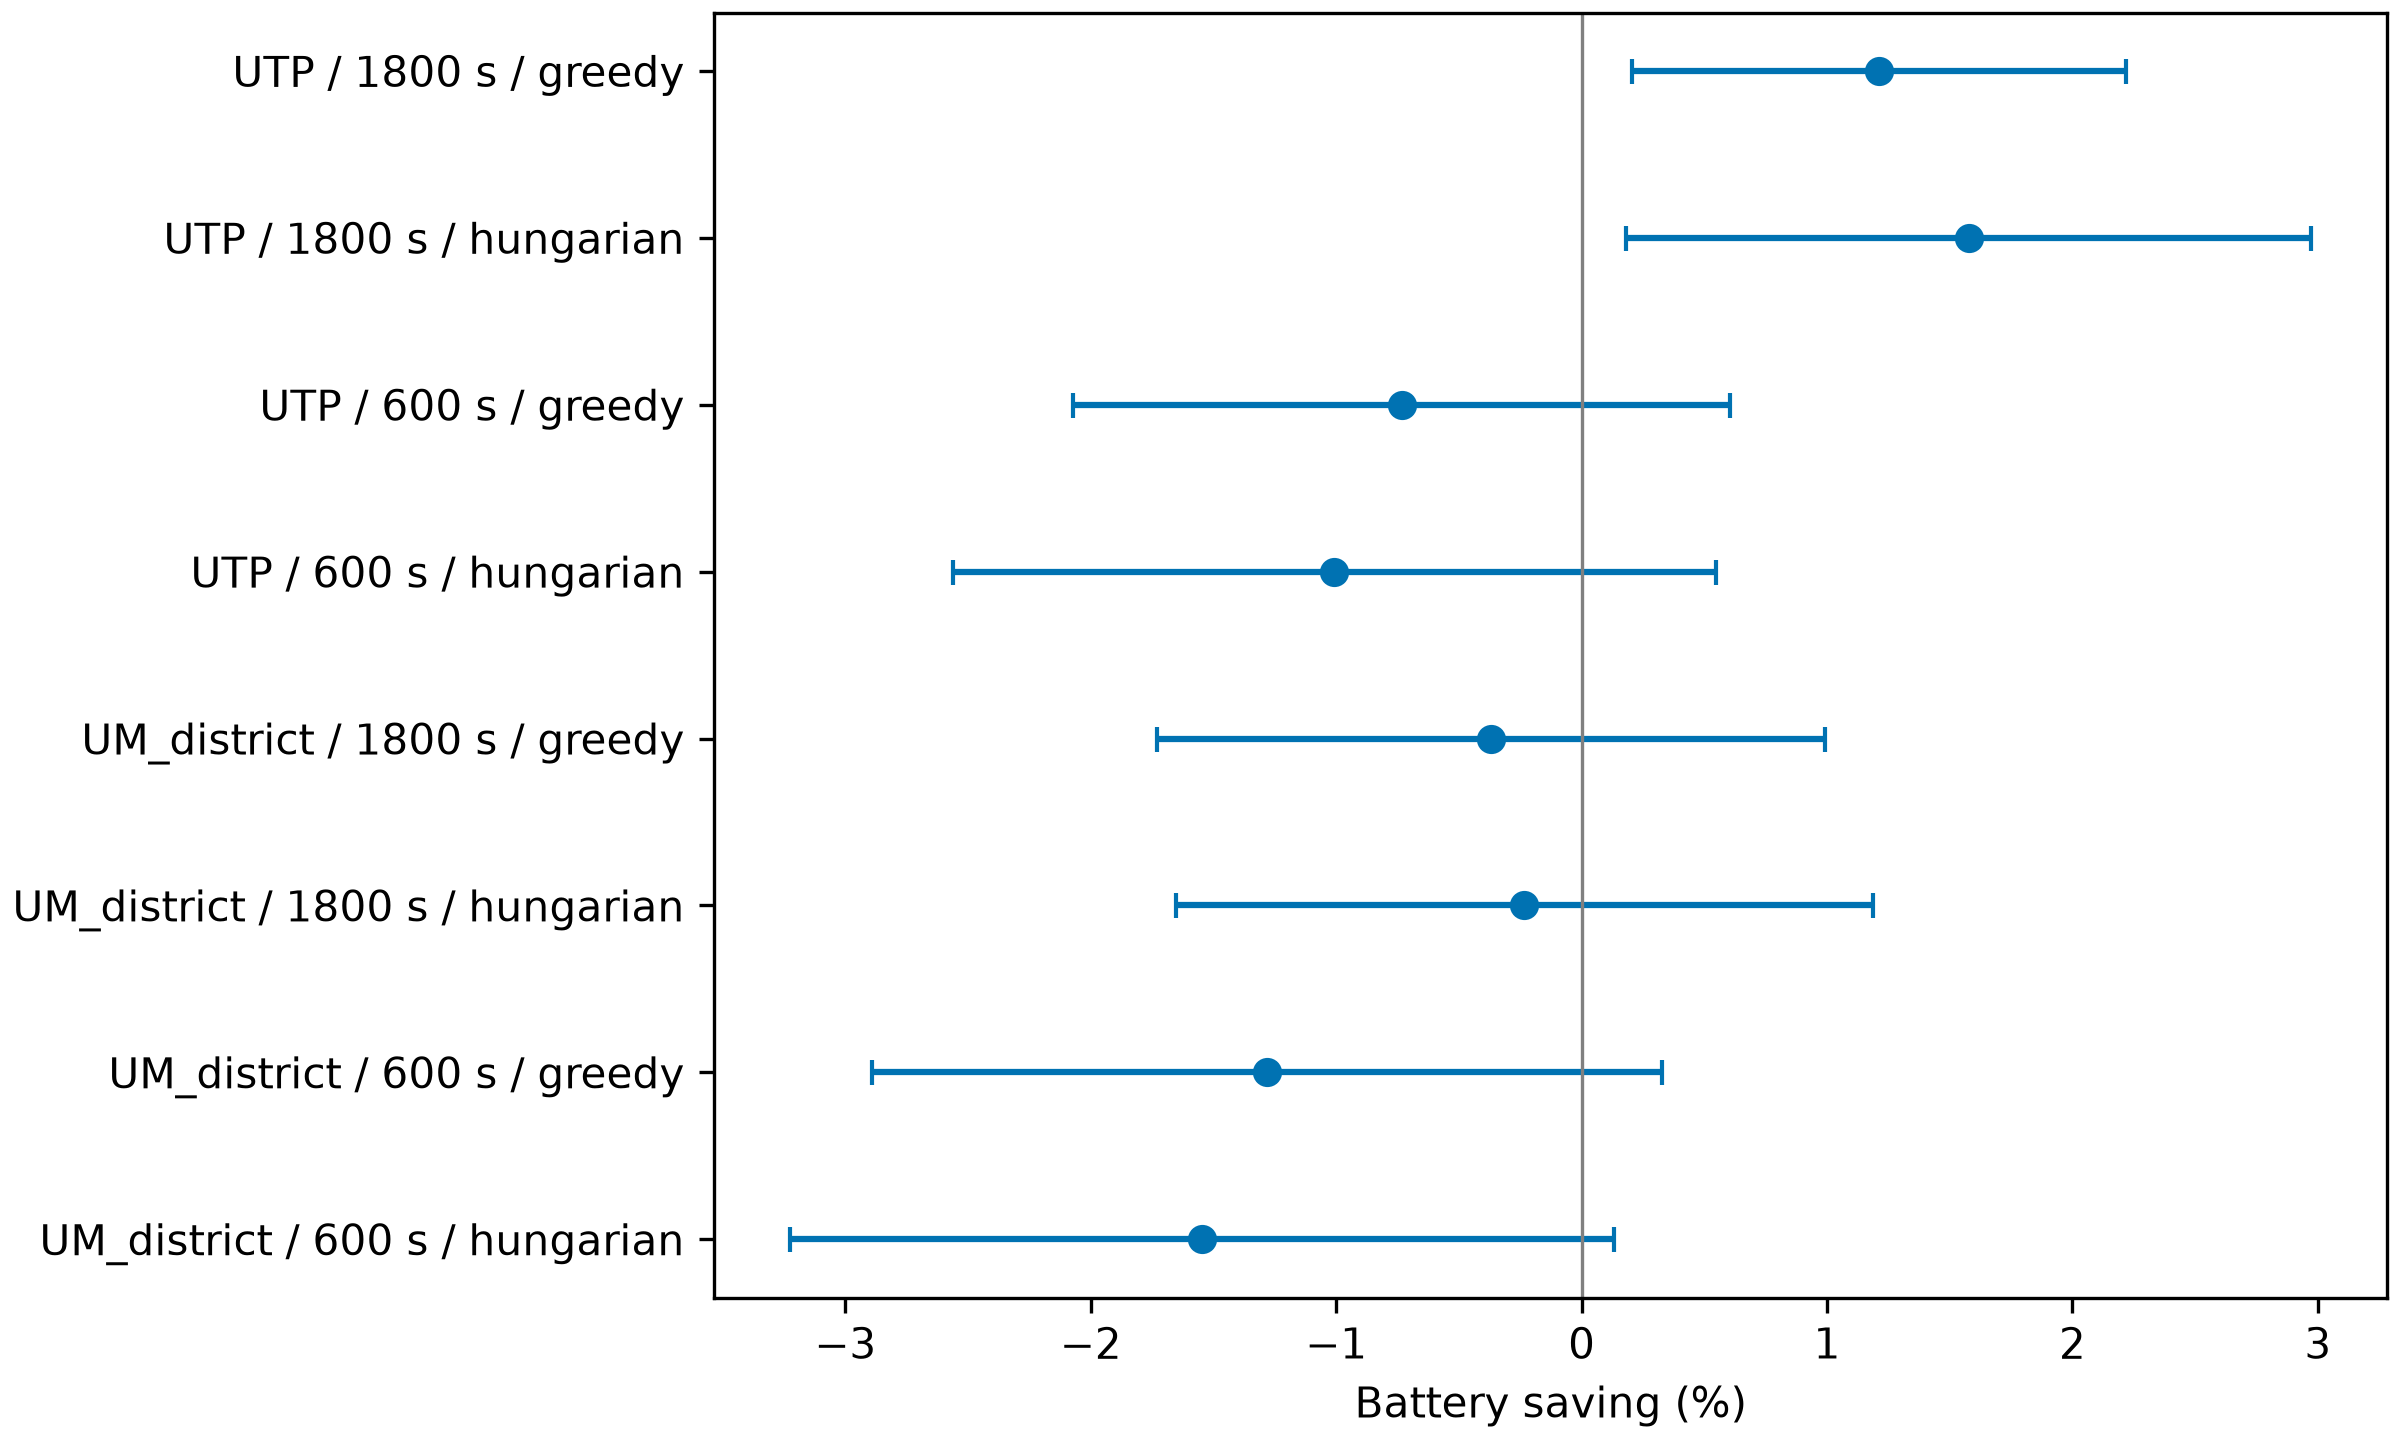 UTP / 1800 s / greedy
UTP / 1800 s / hungarian
UTP / 600 s / greedy
UTP / 600 s / hungarian
UM_district / 1800 s / greedy
UM_district / 1800 s / hungarian
UM_district / 600 s / greedy
UM_district / 600 s / hungarian
−3 −2 −1 0 1 2 3
Battery saving (%)